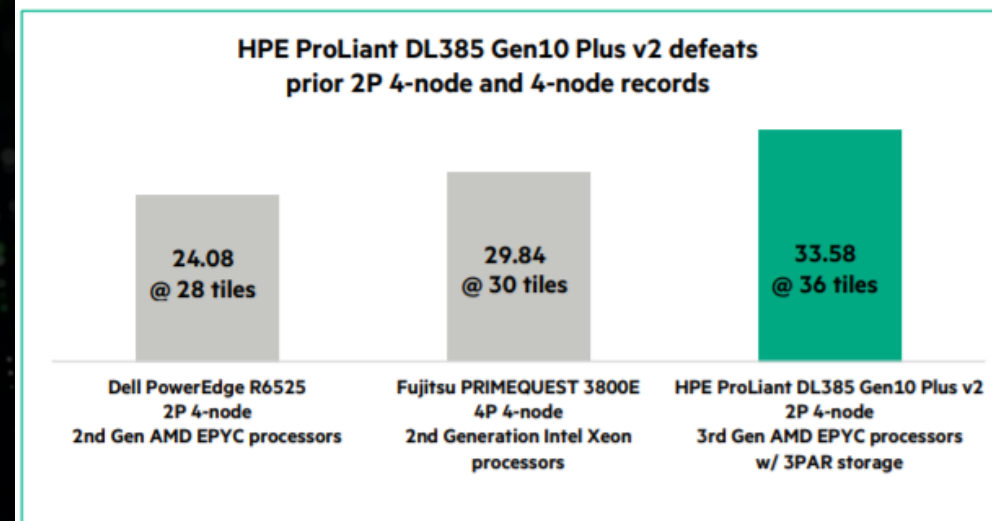 HPE ProLiant DL385 Gen10 Plus v2 defeats
prior 2P 4-node and 4-node records
24.08
@ 28 tiles
29.84
@ 30 tiles
33.58
@ 36 tiles
Dell PowerEdge R6525
2P 4-node
2nd Gen AMD EPYC processors
Fujitsu PRIMEQUEST 3800E
4P 4-node
2nd Generation Intel Xeon
processors
HPE ProLiant DL385 Gen10 Plus v2
2P 4-node
3rd Gen AMD EPYC processors
w/ 3PAR storage